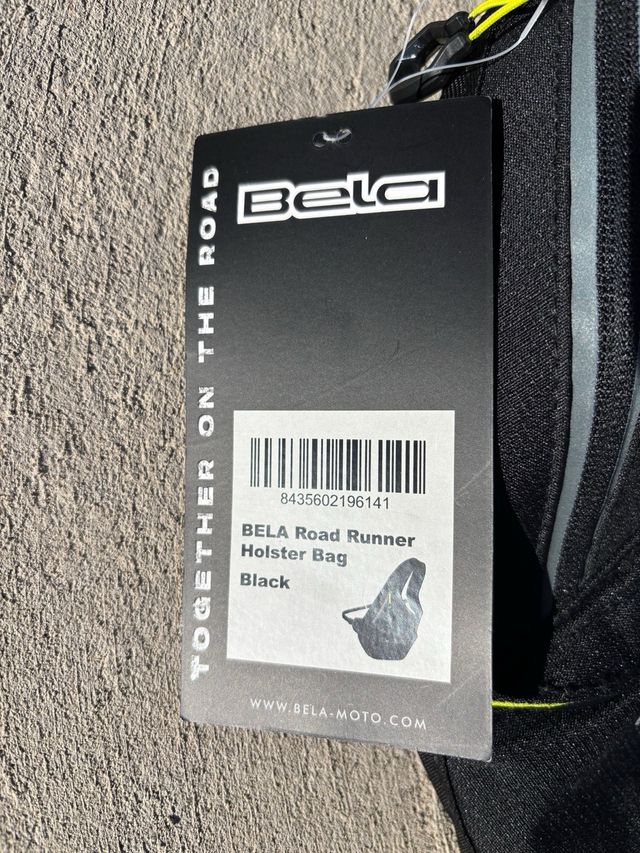 Bela
TOGETHER ON THE ROAD
8435602196141
BELA Road Runner
Holster Bag
Black
WWW.BELA-MOTO.COM